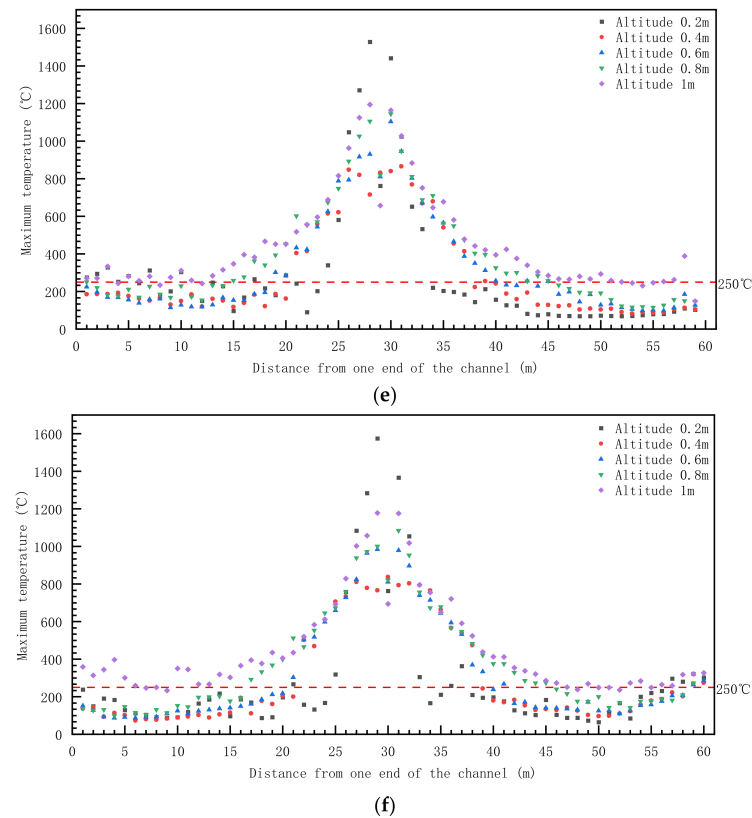 Maximum temperature (℃)
1600
1400
1200
1000
800
600
400
200
0
Altitude 0.2m
Altitude 0.4m
Altitude 0.6m
Altitude 0.8m
Altitude 1m
250℃
0 5 10 15 20 25 30 35 40 45 50 55 60
Distance from one end of the channel (m)
(e)
Maximum temperature (℃)
1600
1400
1200
1000
800
600
400
200
0
Altitude 0.2m
Altitude 0.4m
Altitude 0.6m
Altitude 0.8m
Altitude 1m
250℃
0 5 10 15 20 25 30 35 40 45 50 55 60
Distance from one end of the channel (m)
(f)